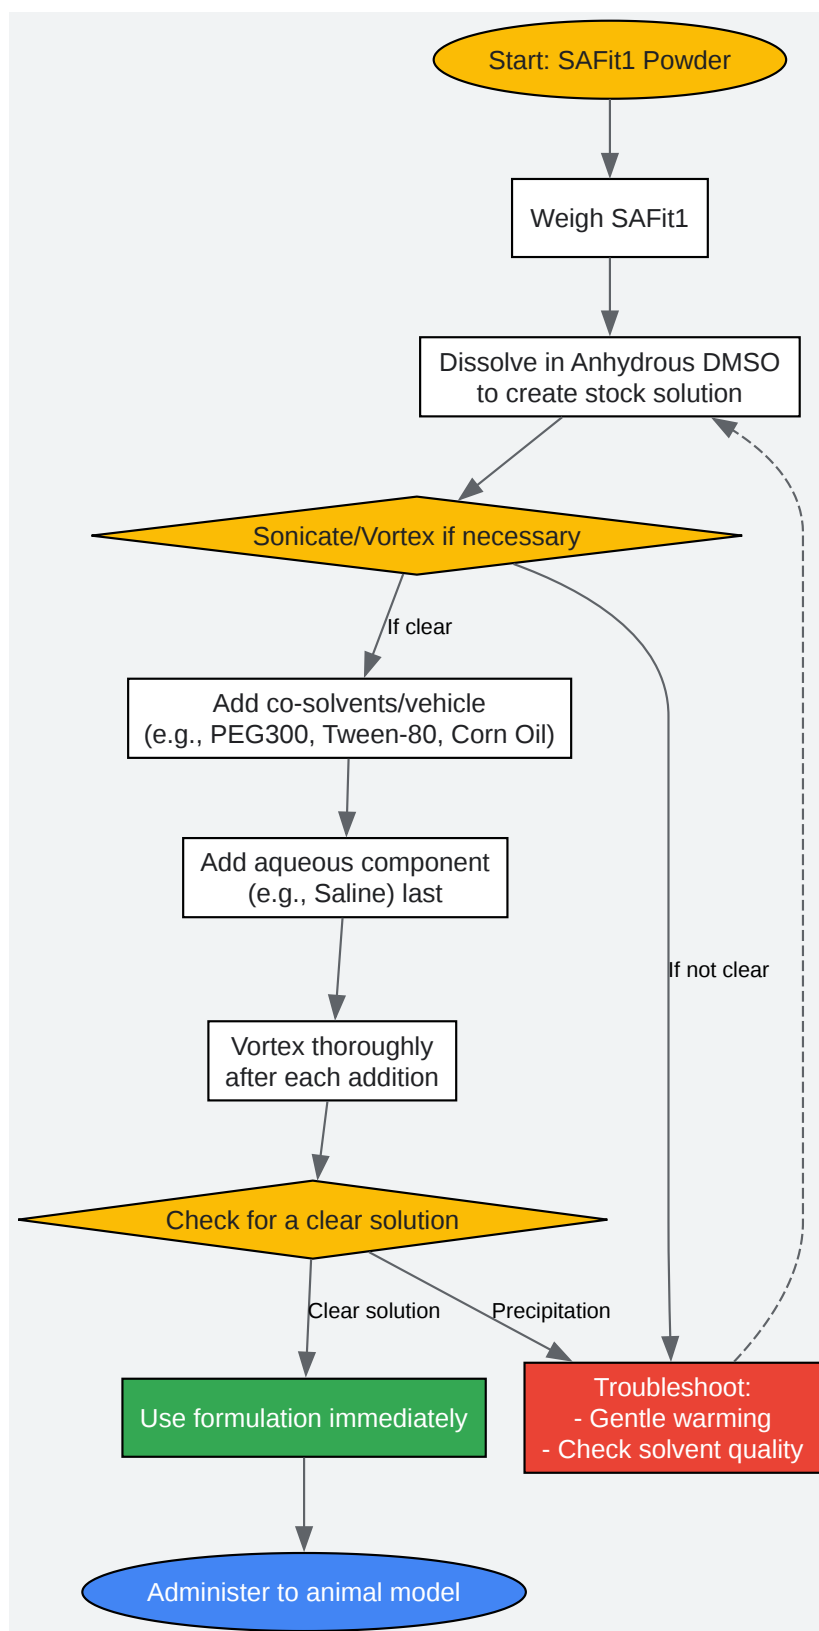 Start: SAFit1 Powder
Weigh SAFit1
Dissolve in Anhydrous DMSO
to create stock solution
Sonicate/Vortex if necessary
If clear
Add co-solvents/vehicle
(e.g., PEG300, Tween-80, Corn Oil)
Add aqueous component
(e.g., Saline) last
If not clear
Vortex thoroughly
after each addition
Check for a clear solution
Clear solution
Precipitation
Use formulation immediately
Troubleshoot:
- Gentle warming
- Check solvent quality
Administer to animal model